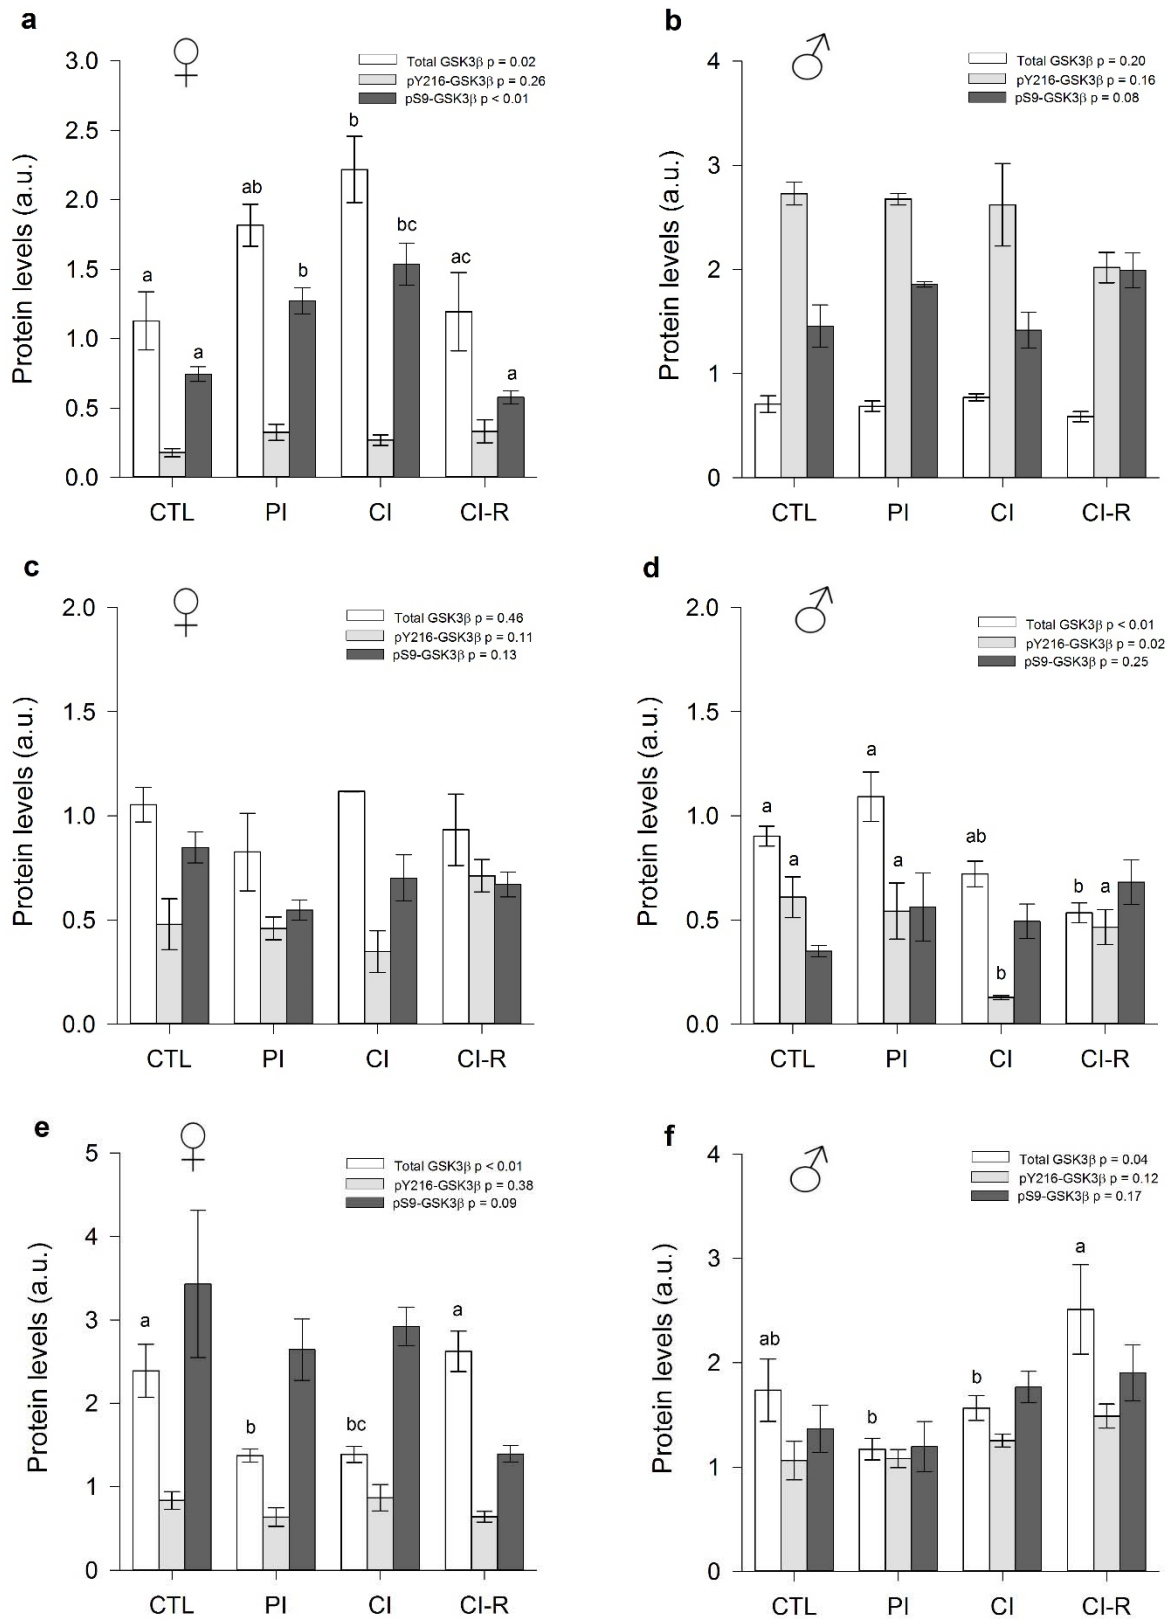 a
♀
Total GSK3β p = 0.02
pY216-GSK3β p = 0.26
pS9-GSK3β p < 0.01
Protein levels (a.u.)
3.0
2.5
2.0
1.5
1.0
0.5
0.0
a
a
ab
b
b
bc
ac
a
CTL PI CI CI-R
b
♂
Total GSK3β p = 0.20
pY216-GSK3β p = 0.16
pS9-GSK3β p = 0.08
Protein levels (a.u.)
4
3
2
1
0
CTL PI CI CI-R
c
♀
Total GSK3β p = 0.46
pY216-GSK3β p = 0.11
pS9-GSK3β p = 0.13
Protein levels (a.u.)
2.0
1.5
1.0
0.5
0.0
CTL PI CI CI-R
d
♂
Total GSK3β p < 0.01
pY216-GSK3β p = 0.02
pS9-GSK3β p = 0.25
Protein levels (a.u.)
2.0
1.5
1.0
0.5
0.0
a
a
a
a
ab
b
b
a
CTL PI CI CI-R
e
♀
Total GSK3β p < 0.01
pY216-GSK3β p = 0.38
pS9-GSK3β p = 0.09
Protein levels (a.u.)
5
4
3
2
1
0
a
b
bc
a
CTL PI CI CI-R
f
♂
Total GSK3β p = 0.04
pY216-GSK3β p = 0.12
pS9-GSK3β p = 0.17
Protein levels (a.u.)
4
3
2
1
0
ab
b
b
a
CTL PI CI CI-R